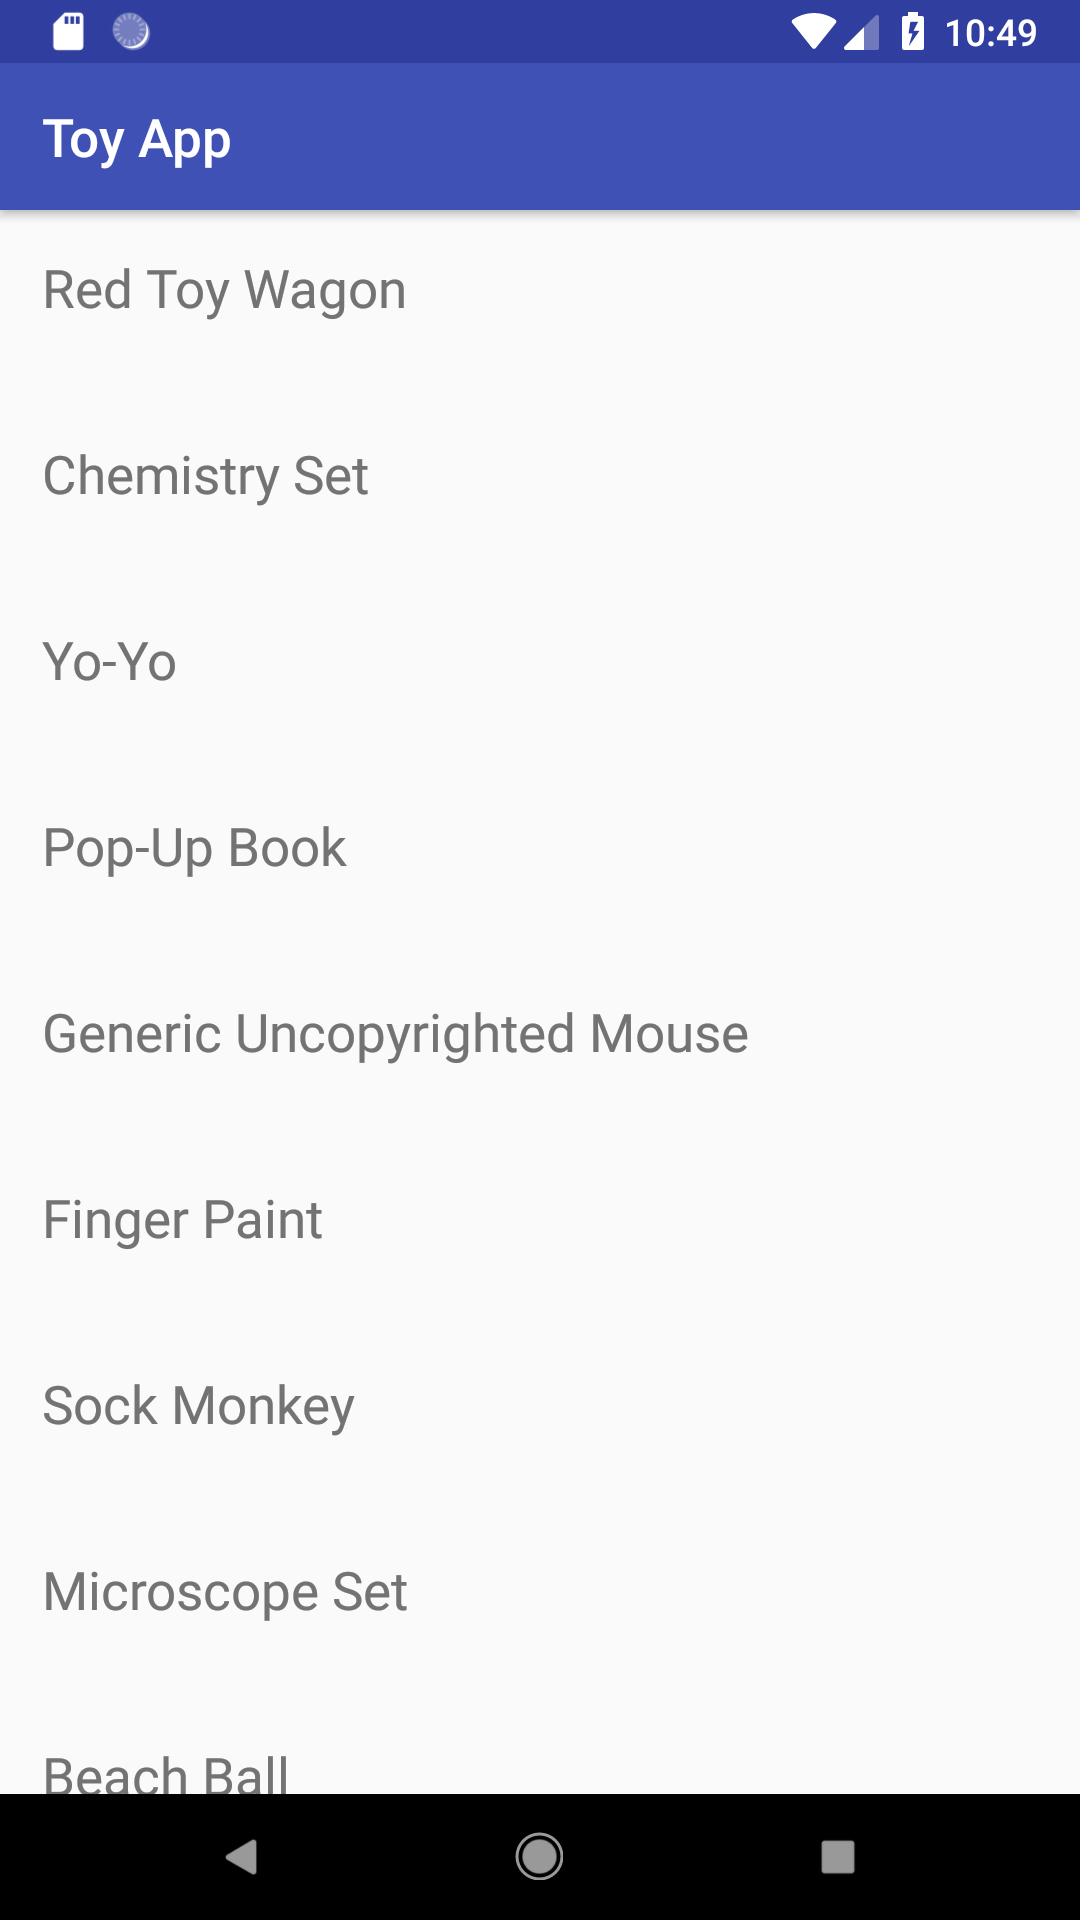 10:49
Toy App
Red Toy Wagon
Chemistry Set
Yo-Yo
Pop-Up Book
Generic Uncopyrighted Mouse
Finger Paint
Sock Monkey
Microscope Set
Beach Ball